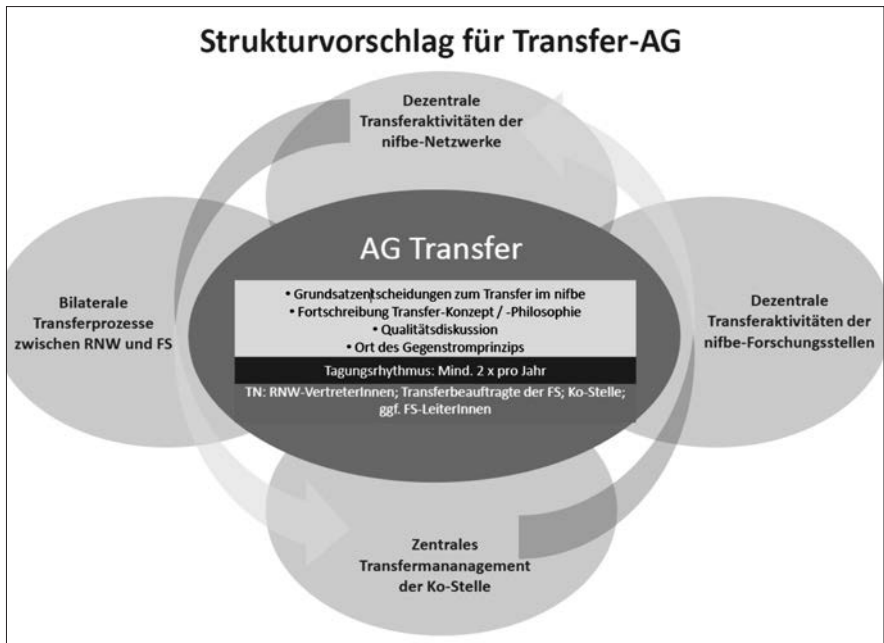 Strukturvorschlag für Transfer-AG
Dezentrale
Transferaktivitäten der
nifbe-Netzwerke
AG Transfer
• Grundsatzentscheidungen zum Transfer im nifbe
• Fortschreibung Transfer-Konzept / -Philosophie
• Qualitätsdiskussion
• Ort des Gegenstromprinzips
Tagungsrhythmus: Mind. 2 x pro Jahr
TN: RNW-VertreterInnen; Transferbeauftragte der FS; Ko-Stelle;
ggf. FS-LeiterInnen
Bilaterale
Transferprozesse
zwischen RNW und FS
Dezentrale
Transferaktivitäten der
nifbe-Forschungsstellen
Zentrales
Transfermananagement
der Ko-Stelle